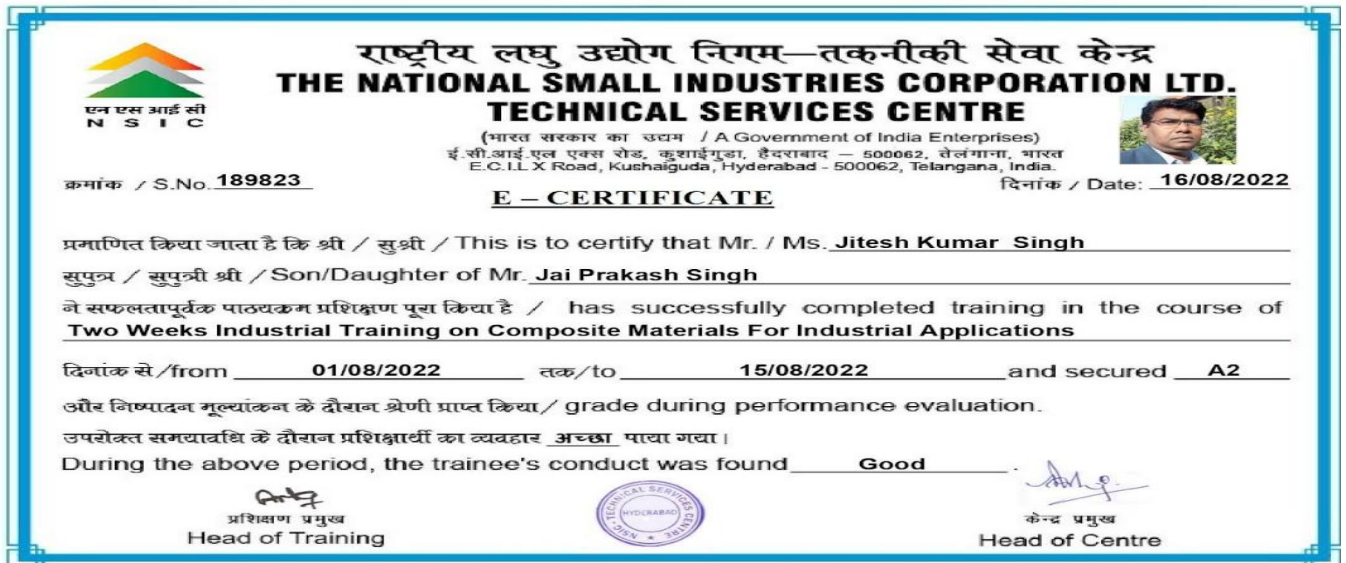 राष्ट्रीय लघु उद्योग निगम—तकनीकी सेवा केन्द्र
THE NATIONAL SMALL INDUSTRIES CORPORATION LTD.
TECHNICAL SERVICES CENTRE
एन एस आई सी
N S I C
(भारत सरकार का उद्यम / A Government of India Enterprises)
ई.सी.आई.एल एक्स रोड, कुशाईगुडा, हैदराबाद – 500062, तेलंगाना, भारत
E.C.I.L X Road, Kushaiguda, Hyderabad - 500062, Telangana, India.
क्रमांक / S.No. 189823
दिनांक / Date: 16/08/2022
E – CERTIFICATE
प्रमाणित किया जाता है कि श्री / सुश्री / This is to certify that Mr. / Ms. Jitesh Kumar Singh
सुपुत्र / सुपुत्री श्री / Son/Daughter of Mr. Jai Prakash Singh
ने सफलतापूर्वक पाठयक्रम प्रशिक्षण पूरा किया है / has successfully completed training in the course of
Two Weeks Industrial Training on Composite Materials For Industrial Applications
दिनांक से /from 01/08/2022 तक/to 15/08/2022 and secured A2
और निष्पादन मूल्यांकन के दौरान श्रेणी प्राप्त किया/ grade during performance evaluation.
उपरोक्त समयावधि के दौरान प्रशिक्षार्थी का व्यवहार अच्छा पाया गया।
During the above period, the trainee's conduct was found Good .
प्रशिक्षण प्रमुख
Head of Training
NSIC - TECHNICAL SERVICES CENTRE
HYDERABAD
केन्द्र प्रमुख
Head of Centre